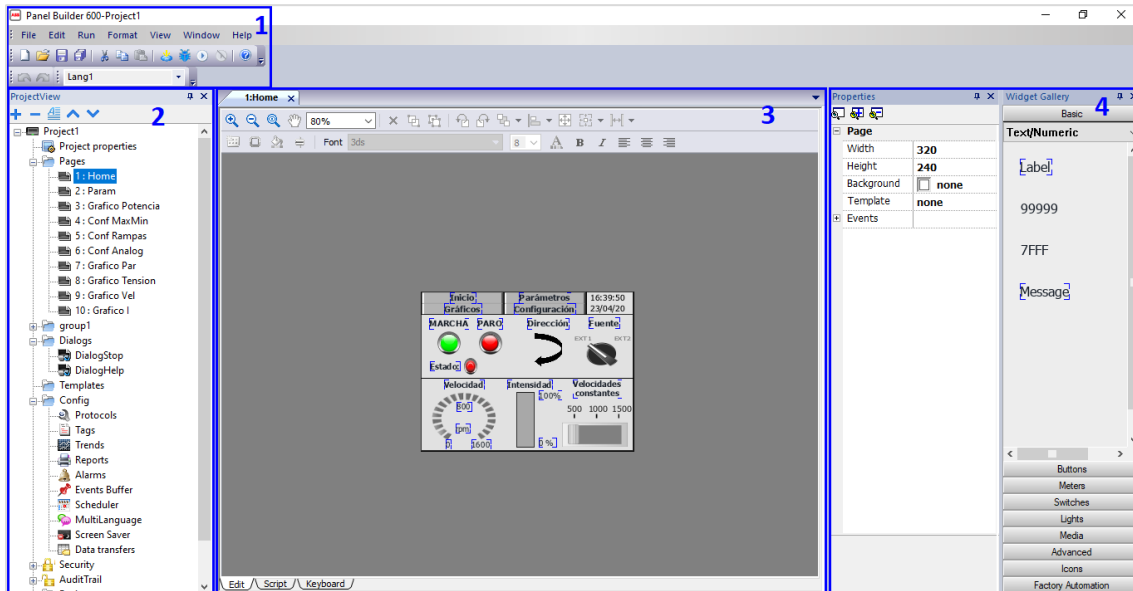 Panel Builder 600-Project1
File Edit Run Format View Window Help
1
Lang1
ProjectView
2
Project1
Project properties
Pages
1 : Home
2 : Param
3 : Grafico Potencia
4 : Conf MaxMin
5 : Conf Rampas
6 : Conf Analog
7 : Grafico Par
8 : Grafico Tension
9 : Grafico Vel
10 : Grafico I
group1
Dialogs
DialogStop
DialogHelp
Templates
Config
Protocols
Tags
Trends
Reports
Alarms
Events Buffer
Scheduler
MultiLanguage
Screen Saver
Data transfers
Security
AuditTrail
1:Home
3
80%
Font 3ds 8 A B I
Inicio Parámetros 16:39:50
Gráficos Configuración 23/04/20
MARCHA PARO Dirección Fuente
EXT1 EXT2
Estado:
Velocidad Intensidad Velocidades
constantes
800 100%
500 1000 1500
rpm
0 1600 0 %
Edit Script Keyboard
Properties
Page
Width 320
Height 240
Background none
Template none
Events
Widget Gallery
4
Basic
Text/Numeric
Label
99999
7FFF
Message
Buttons
Meters
Switches
Lights
Media
Advanced
Icons
Factory Automation